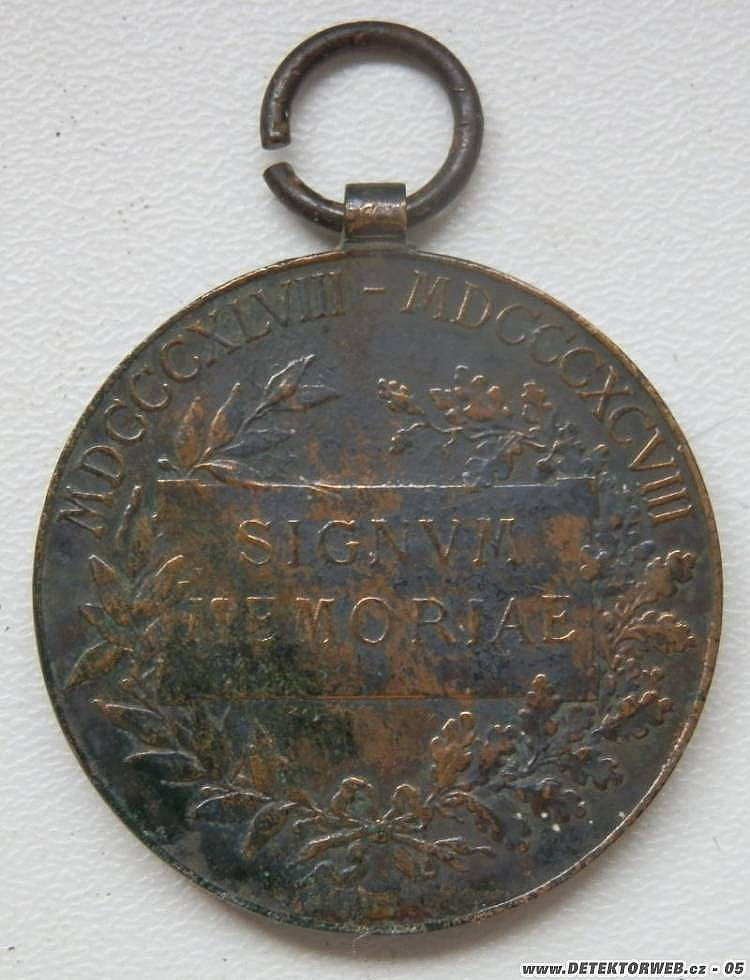 MDCCCXLVIII - MDCCCXCVIII
SIGNVM
MEMORIAE
www.DETEKTORWEB.cz - 05